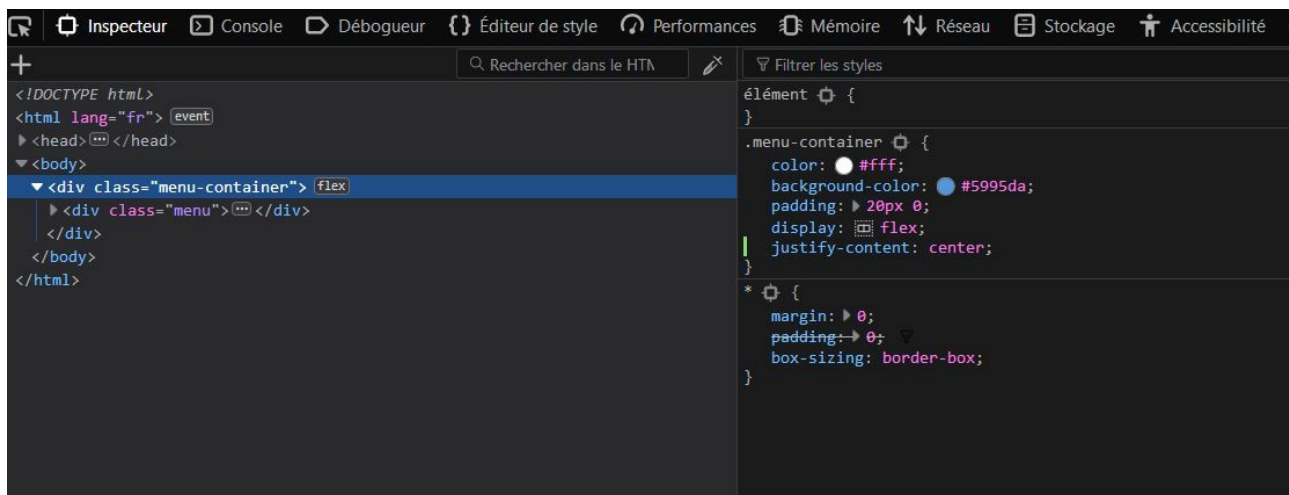 Inspecteur Console Débogueur {} Éditeur de style Performances Mémoire Réseau Stockage Accessibilité
+ Rechercher dans le HTM Filtrer les styles
<!DOCTYPE html>
<html lang="fr"> event
<head> ... </head>
<body>
<div class="menu-container"> flex
<div class="menu"> ... </div>
</div>
</body>
</html>
élément {
}
.menu-container {
color: #fff;
background-color: #5995da;
padding: 20px 0;
display: flex;
justify-content: center;
}
* {
margin: 0;
padding: 0;
box-sizing: border-box;
}